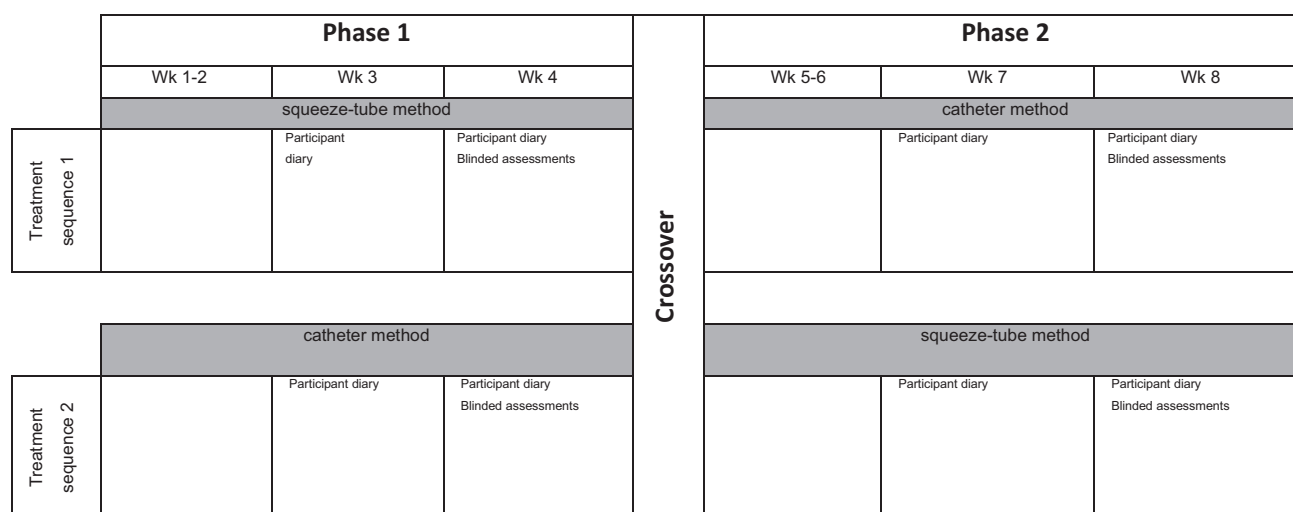 Phase 1
Phase 2
Wk 1-2
Wk 3
Wk 4
Wk 5-6
Wk 7
Wk 8
squeeze-tube method
catheter method
Treatment
sequence 1
Participant
diary
Participant diary
Blinded assessments
Crossover
Participant diary
Participant diary
Blinded assessments
catheter method
squeeze-tube method
Treatment
sequence 2
Participant diary
Participant diary
Blinded assessments
Participant diary
Participant diary
Blinded assessments